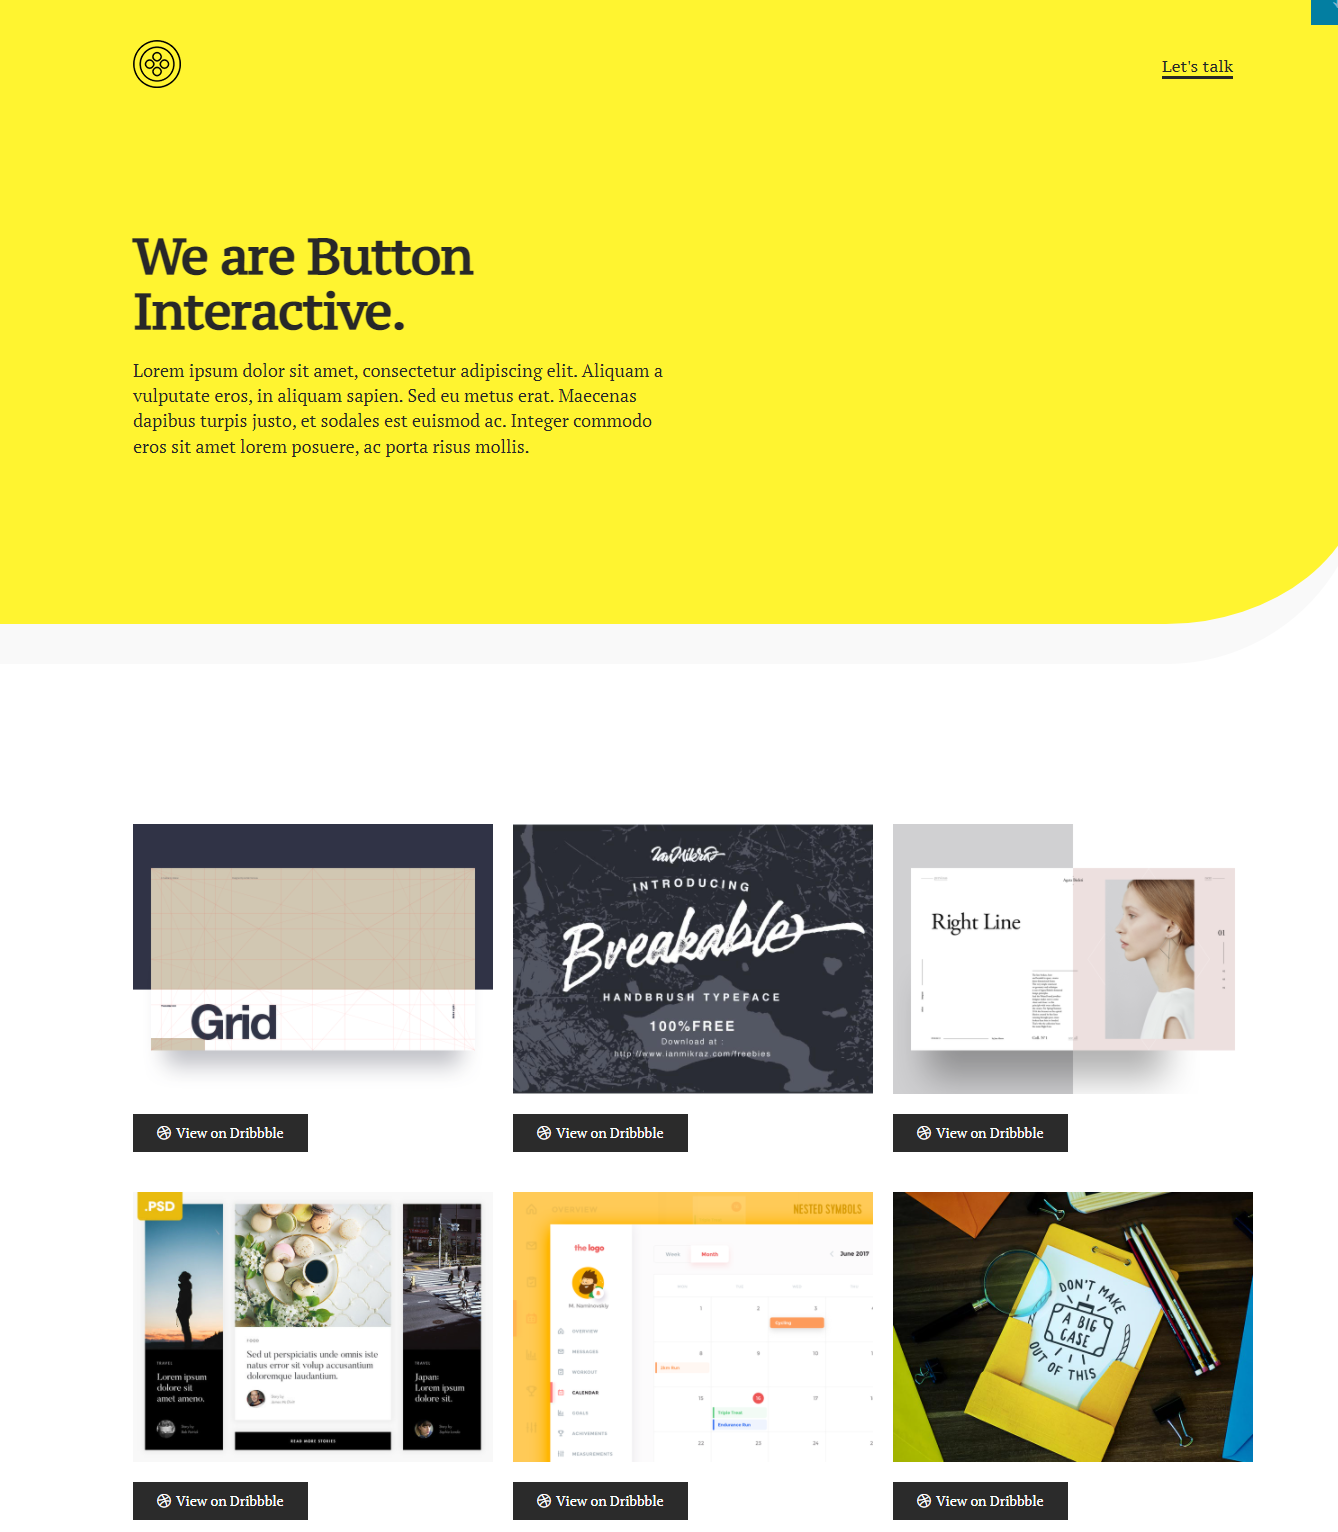 Let's talk
We are Button
Interactive.
Lorem ipsum dolor sit amet, consectetur adipiscing elit. Aliquam a
vulputate eros, in aliquam sapien. Sed eu metus erat. Maecenas
dapibus turpis justo, et sodales est euismod ac. Integer commodo
eros sit amet lorem posuere, ac porta risus mollis.
Grid
IanMikraz
INTRODUCING
Breakable
HANDBRUSH TYPEFACE
100%FREE
Download at :
http://www.ianmikraz.com/freebies
Right Line
01
View on Dribbble
View on Dribbble
View on Dribbble
.PSD
TRAVEL
Lorem ipsum
dolore sit
amet ameno.
FOOD
Sed ut perspiciatis unde omnis iste
natus error sit volup accusantium
doloremque laudantium.
READ MORE STORIES
TRAVEL
Japan:
Lorem ipsum
dolore sit.
OVERVIEW
NESTED SYMBOLS
the logo
Week
Month
June 2017
OVERVIEW
MESSAGES
WORKOUT
CALENDAR
GOALS
ACHIEVMENTS
MEASUREMENTS
1
2
3
Cycling
8
9
10
15
16
17
Triple Treat
Endurance Run
22
23
24
DON'T MAKE
A BIG
CASE
OUT OF THIS
View on Dribbble
View on Dribbble
View on Dribbble